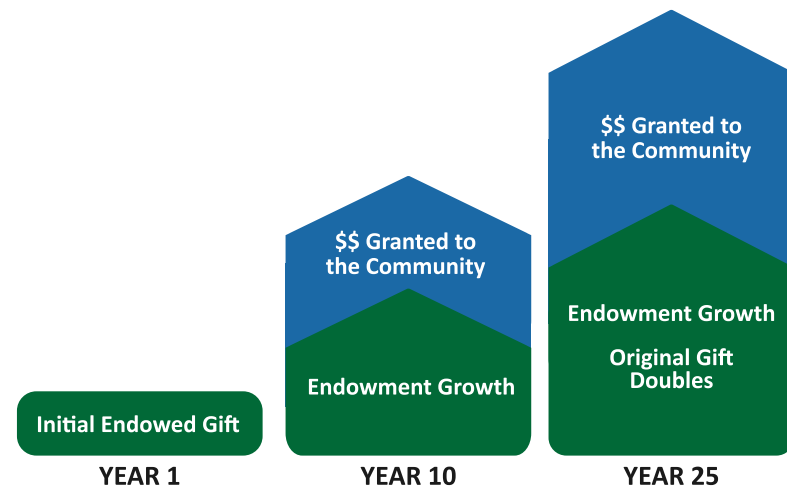 $$ Granted to
the Community
$$ Granted to
the Community
Endowment Growth
Original Gift
Doubles
Endowment Growth
Initial Endowed Gift
YEAR 1
YEAR 10
YEAR 25